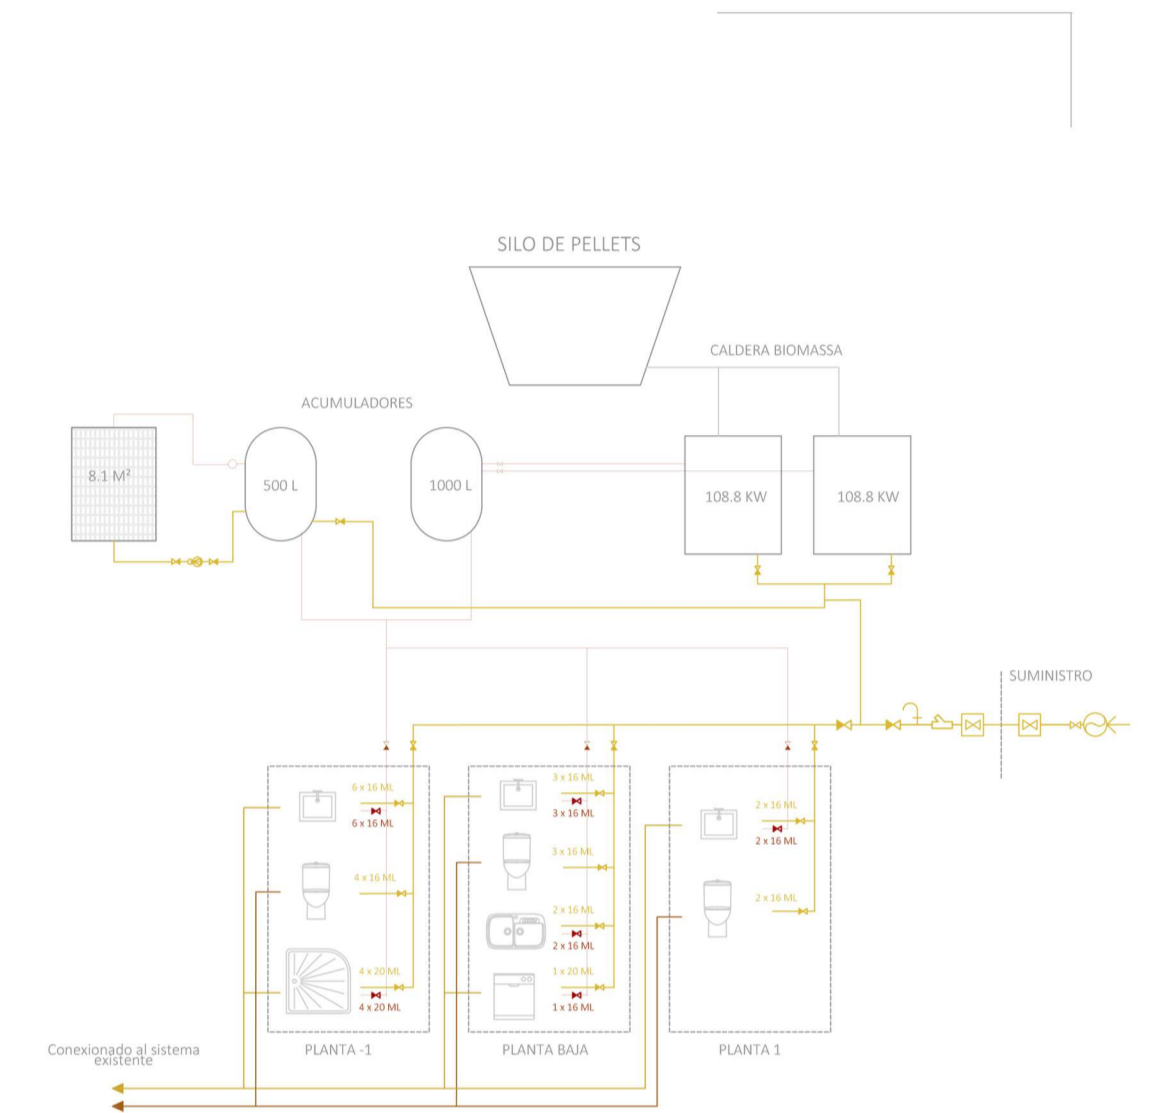 SILO DE PELLETS
CALDERA BIOMASSA
ACUMULADORES
8.1 M²
500 L
1000 L
108.8 KW
108.8 KW
SUMINISTRO
6 x 16 ML
6 x 16 ML
4 x 16 ML
4 x 20 ML
4 x 20 ML
PLANTA -1
3 x 16 ML
3 x 16 ML
3 x 16 ML
2 x 16 ML
2 x 16 ML
1 x 20 ML
1 x 16 ML
PLANTA BAJA
2 x 16 ML
2 x 16 ML
2 x 16 ML
PLANTA 1
Conexionado al sistema
existente